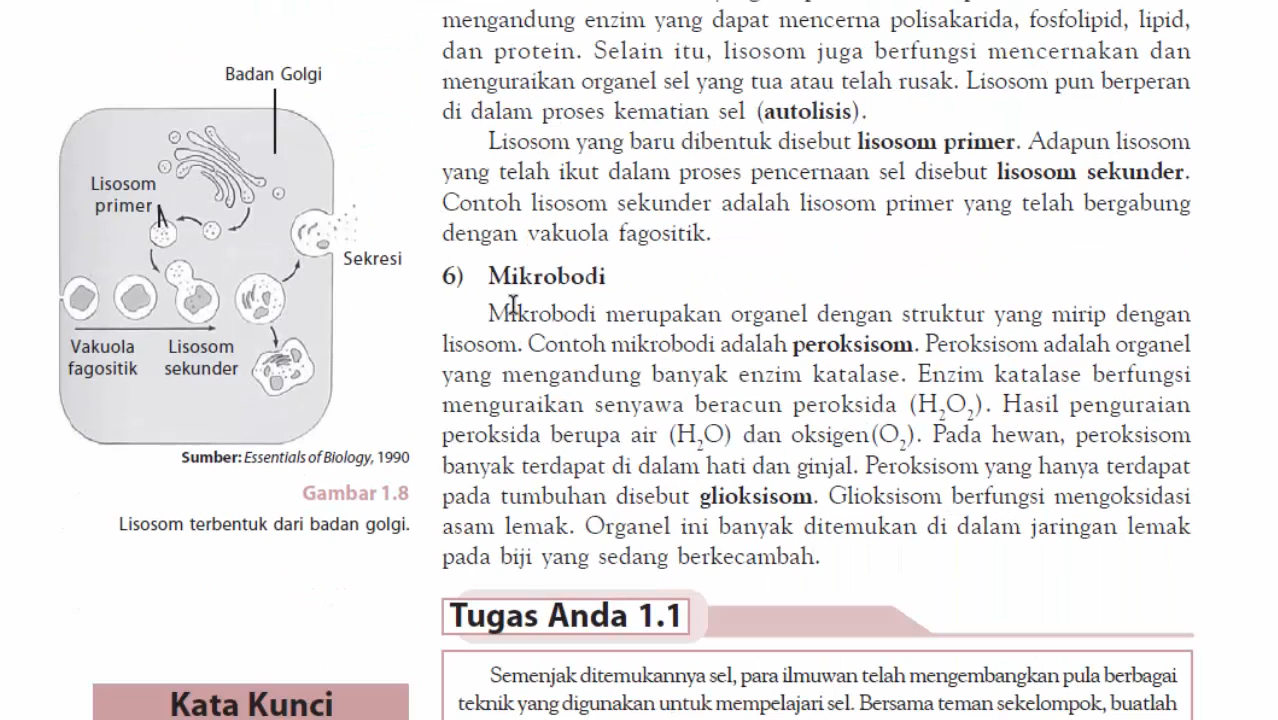 mengandung enzim yang dapat mencerna polisakarida, fosfolipid, lipid,
dan protein. Selain itu, lisosom juga berfungsi mencernakan dan
menguraikan organel sel yang tua atau telah rusak. Lisosom pun berperan
di dalam proses kematian sel (autolisis).
Lisosom yang baru dibentuk disebut lisosom primer. Adapun lisosom
yang telah ikut dalam proses pencernaan sel disebut lisosom sekunder.
Contoh lisosom sekunder adalah lisosom primer yang telah bergabung
dengan vakuola fagositik.
6) Mikrobodi
Mikrobodi merupakan organel dengan struktur yang mirip dengan
lisosom. Contoh mikrobodi adalah peroksisom. Peroksisom adalah organel
yang mengandung banyak enzim katalase. Enzim katalase berfungsi
menguraikan senyawa beracun peroksida (H₂O₂). Hasil penguraian
peroksida berupa air (H₂O) dan oksigen(O₂). Pada hewan, peroksisom
banyak terdapat di dalam hati dan ginjal. Peroksisom yang hanya terdapat
pada tumbuhan disebut glioksisom. Glioksisom berfungsi mengoksidasi
asam lemak. Organel ini banyak ditemukan di dalam jaringan lemak
pada biji yang sedang berkecambah.
Badan Golgi
Lisosom
primer
Sekresi
Vakuola
fagositik
Lisosom
sekunder
Sumber: Essentials of Biology, 1990
Gambar 1.8
Lisosom terbentuk dari badan golgi.
Kata Kunci
Tugas Anda 1.1
Semenjak ditemukannya sel, para ilmuwan telah mengembangkan pula berbagai
teknik yang digunakan untuk mempelajari sel. Bersama teman sekelompok, buatlah